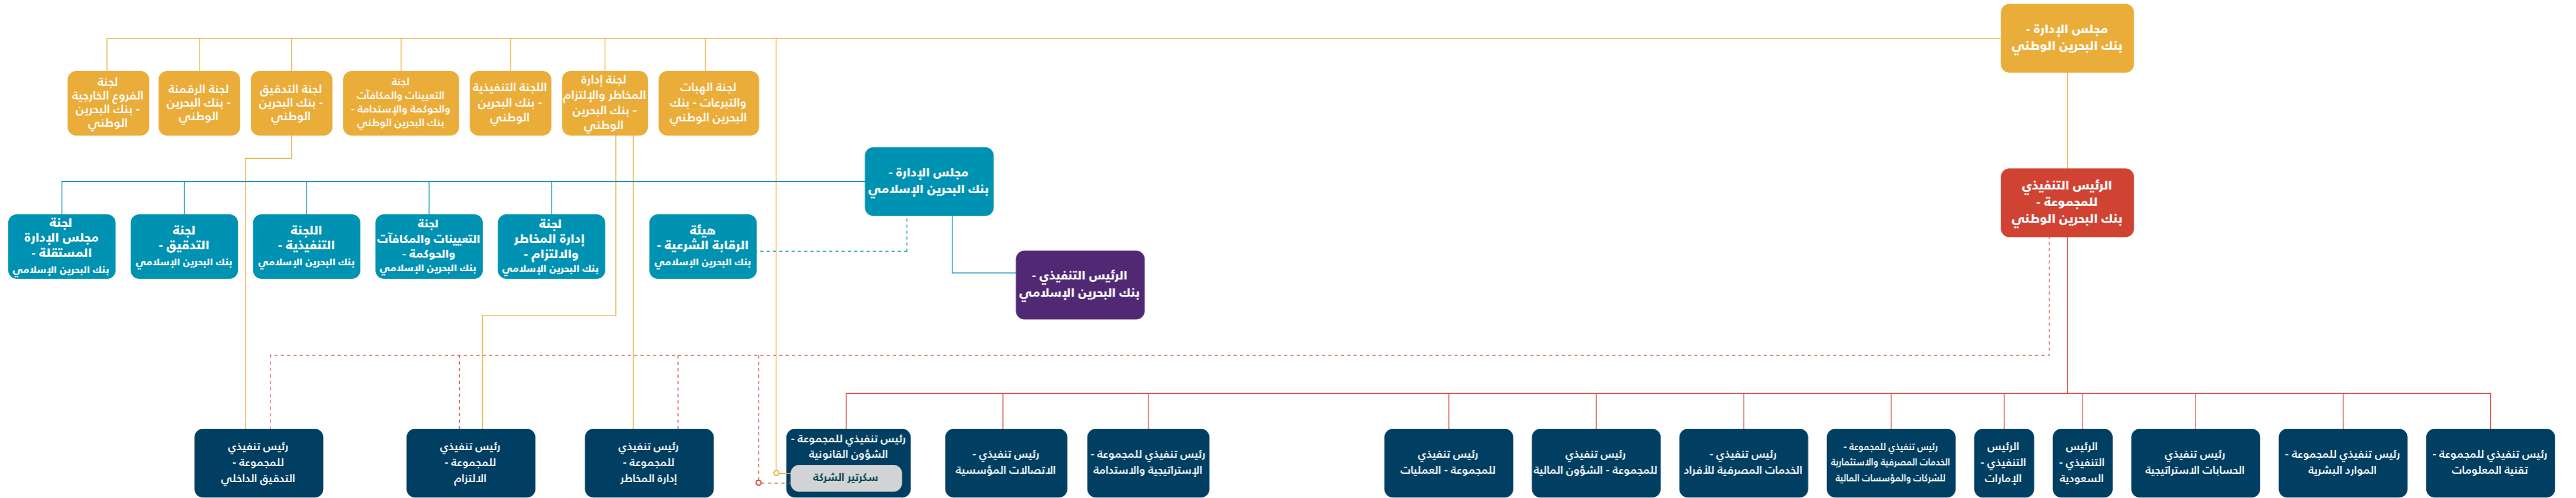 مجلس الإدارة -
بنك البحرين الوطني
لجنة الهبات
والتبرعات - بنك
البحرين الوطني
لجنة إدارة
المخاطر والإلتزام
- بنك البحرين
الوطني
اللجنة التنفيذية
- بنك البحرين
الوطني
لجنة
التعيينات والمكافآت
والحوكمة والإستدامة -
بنك البحرين الوطني
لجنة التدقيق
- بنك البحرين
الوطني
لجنة الرقمنة
- بنك البحرين
الوطني
لجنة
الفروع الخارجية
- بنك البحرين
الوطني
مجلس الإدارة -
بنك البحرين الإسلامي
الرئيس التنفيذي
للمجموعة -
بنك البحرين الوطني
هيئة
الرقابة الشرعية -
بنك البحرين الإسلامي
لجنة
إدارة المخاطر
والالتزام -
بنك البحرين الإسلامي
لجنة
التعيينات والمكافآت
والحوكمة -
بنك البحرين الإسلامي
اللجنة
التنفيذية -
بنك البحرين الإسلامي
لجنة
التدقيق -
بنك البحرين الإسلامي
لجنة
مجلس الإدارة
المستقلة -
بنك البحرين الإسلامي
الرئيس التنفيذي -
بنك البحرين الإسلامي
رئيس تنفيذي للمجموعة -
تقنية المعلومات
رئيس تنفيذي للمجموعة -
الموارد البشرية
رئيس تنفيذي
الحسابات الاستراتيجية
الرئيس
التنفيذي -
السعودية
الرئيس
التنفيذي -
الإمارات
رئيس تنفيذي للمجموعة -
الخدمات المصرفية والاستثمارية
للشركات والمؤسسات المالية
رئيس تنفيذي -
الخدمات المصرفية للأفراد
رئيس تنفيذي
للمجموعة - الشؤون المالية
رئيس تنفيذي
للمجموعة - العمليات
رئيس تنفيذي للمجموعة -
الإستراتيجية والاستدامة
رئيس تنفيذي -
الاتصالات المؤسسية
رئيس تنفيذي للمجموعة -
الشؤون القانونية
سكرتير الشركة
رئيس تنفيذي
للمجموعة -
إدارة المخاطر
رئيس تنفيذي
للمجموعة -
الالتزام
رئيس تنفيذي
للمجموعة -
التدقيق الداخلي